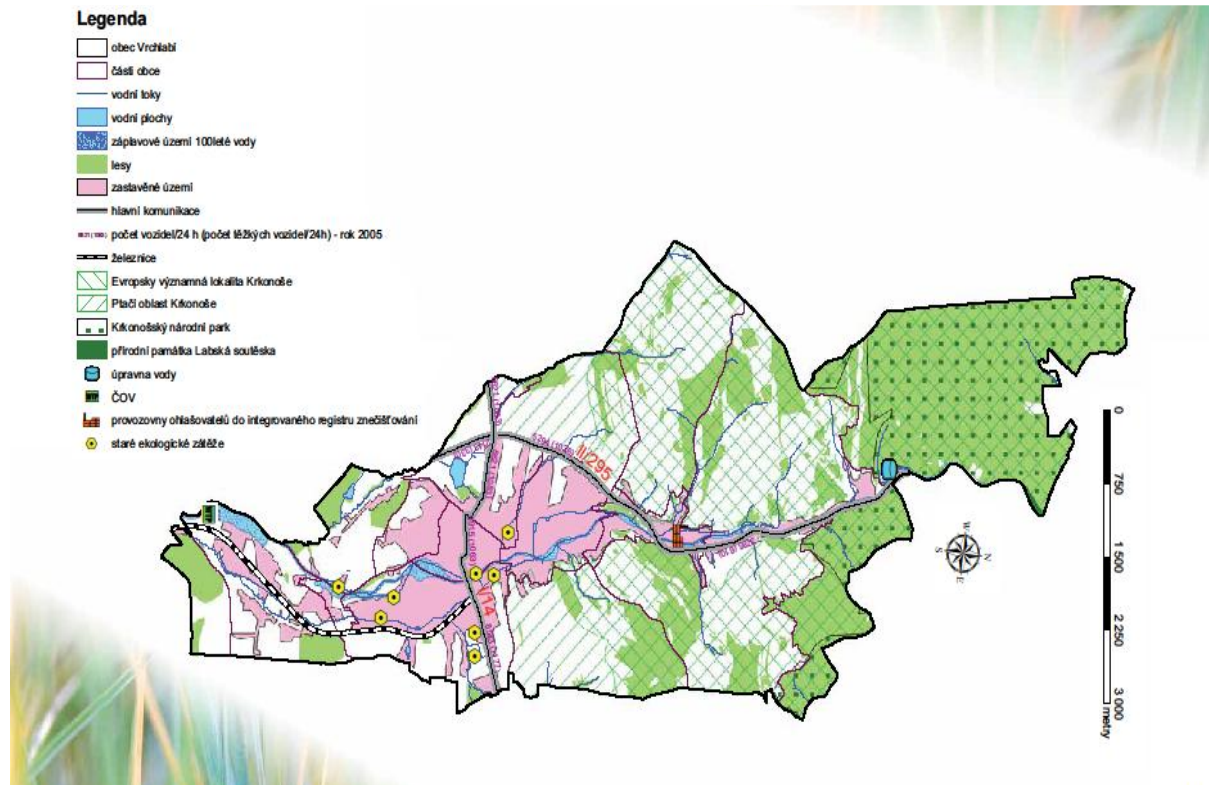 Legenda
obec Vrchlabí
části obce
vodní toky
vodní plochy
záplavové území 100leté vody
lesy
zastavěné území
hlavní komunikace
počet vozidel/24 h (počet těžkých vozidel/24h) - rok 2005
železnice
Evropsky významná lokalita Krkonoše
Ptačí oblast Krkonoše
Krkonošský národní park
přírodní památka Labská soutěska
úpravna vody
ČOV
provozovny ohlašovatelů do integrovaného registru znečišťování
staré ekologické zátěže
II/295
I/14
W
N
S
E
0
750
1 500
2 250
3 000
metry